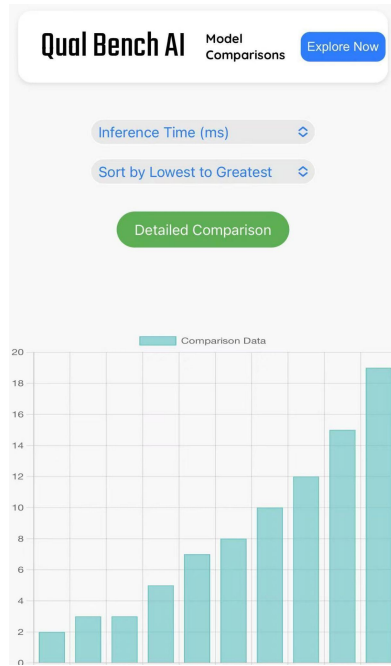 Qual Bench AI
Model
Comparisons
Explore Now
Inference Time (ms)
Sort by Lowest to Greatest
Detailed Comparison
Comparison Data
20
18
16
14
12
10
8
6
4
2
0